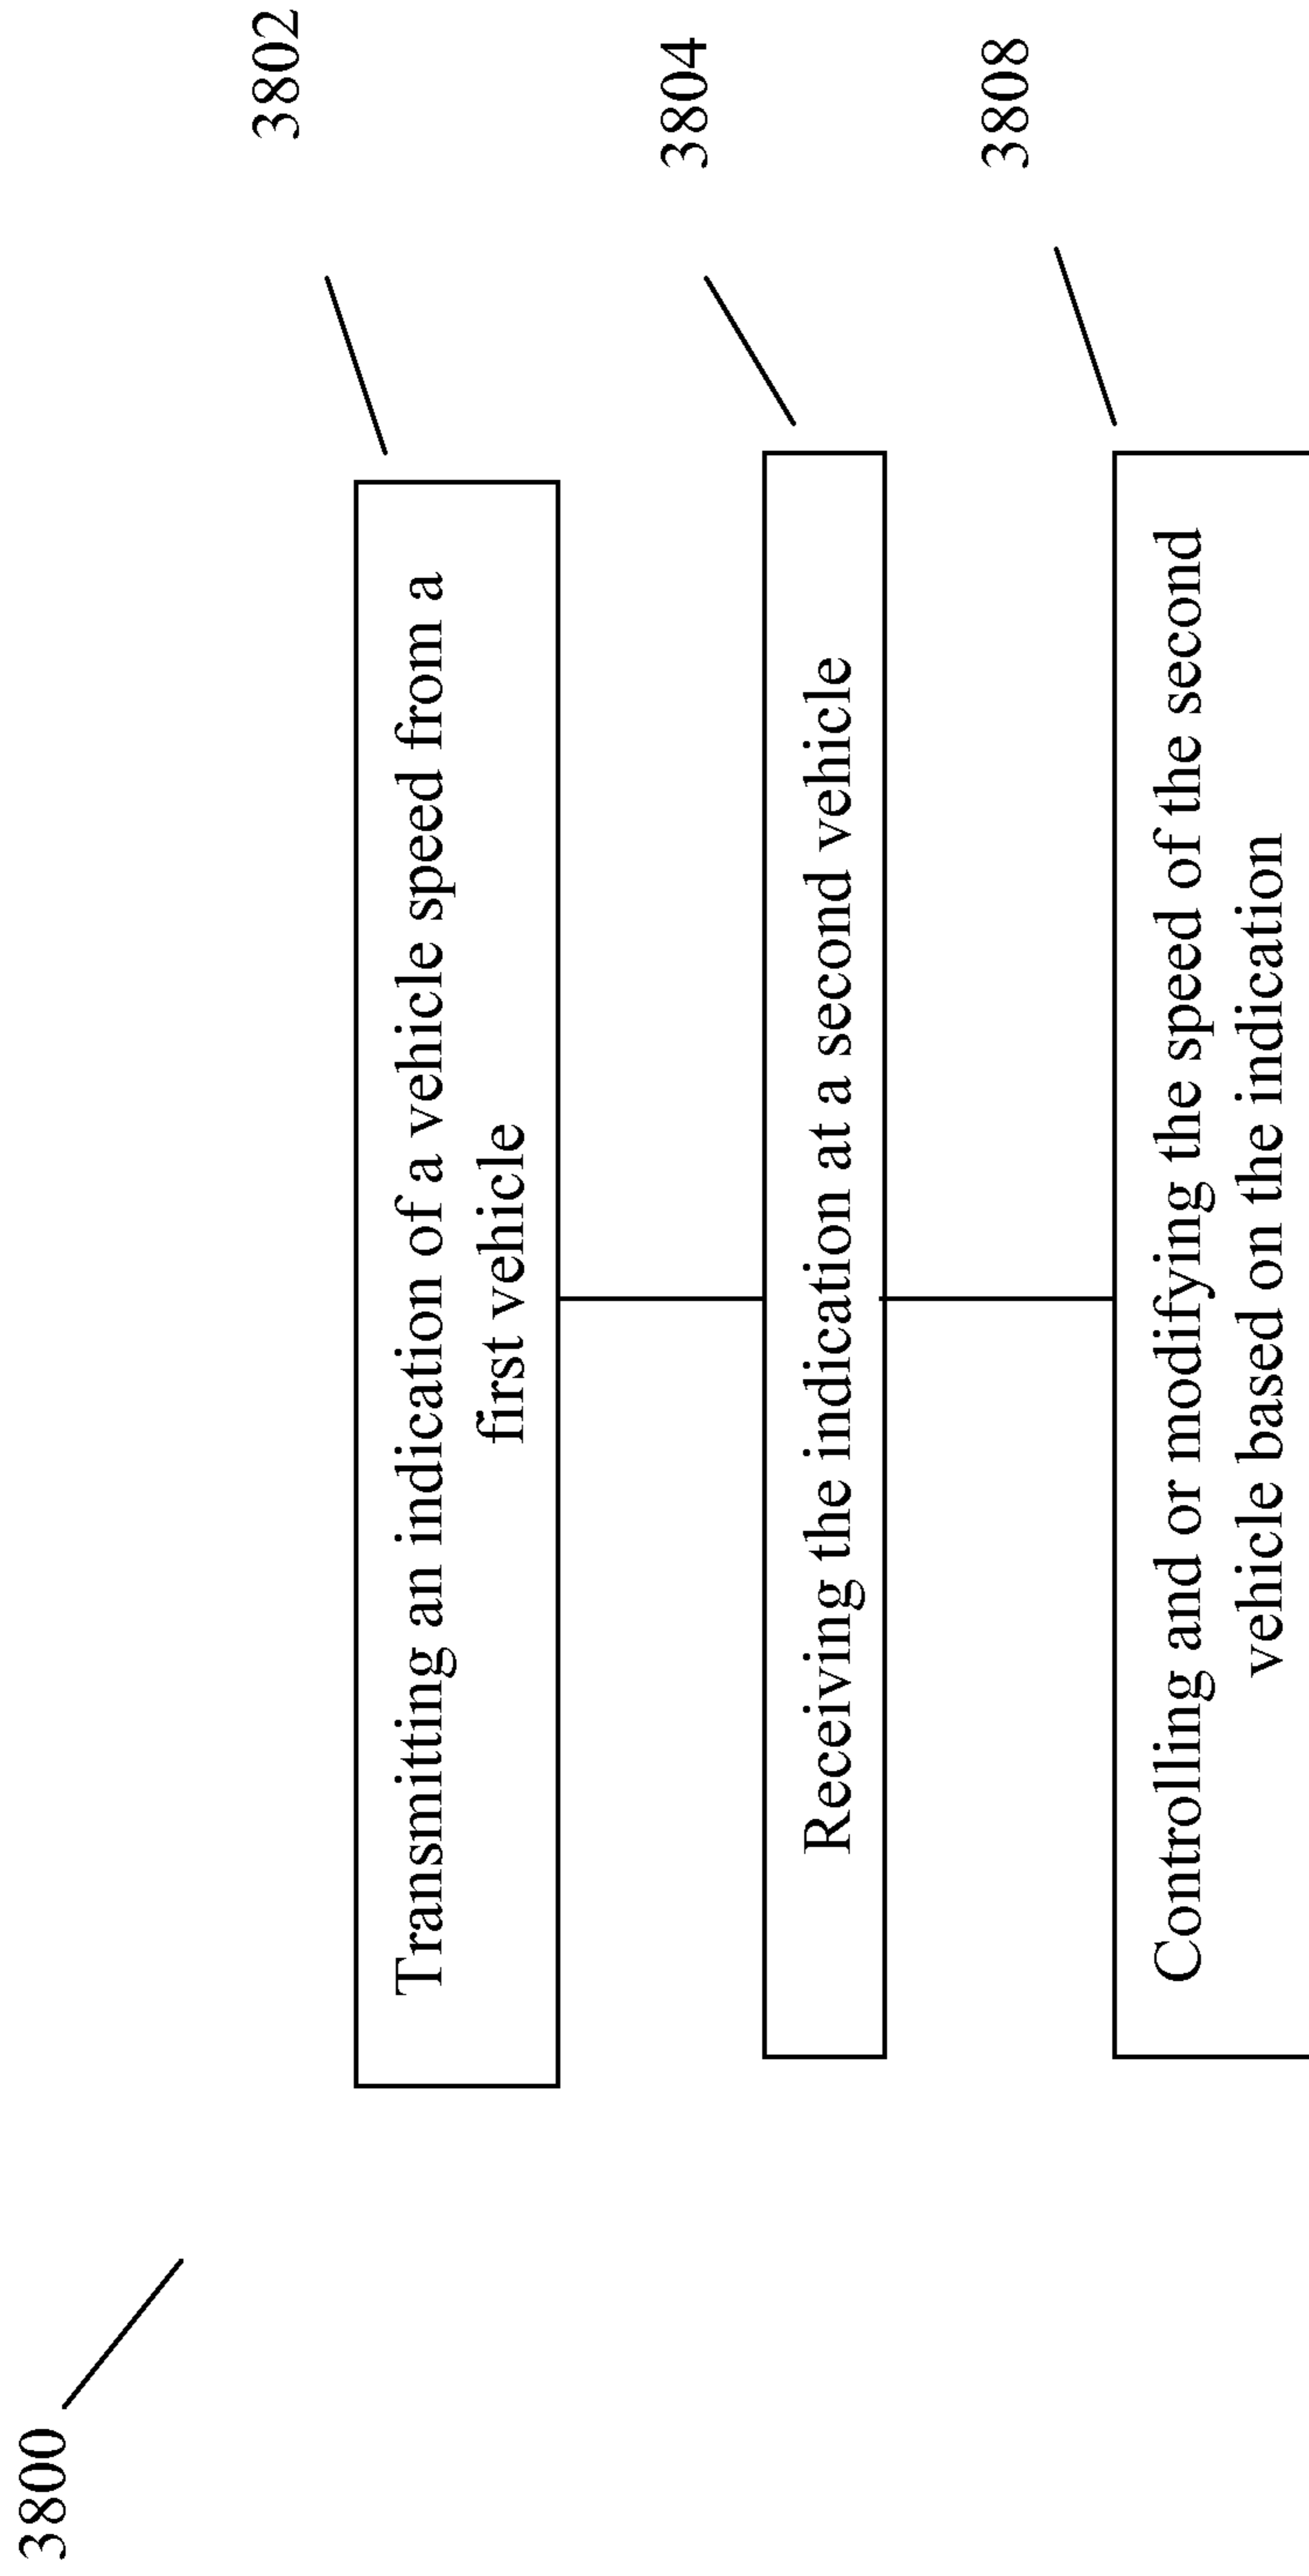 3800
3802
Transmitting an indication of a vehicle speed from a
first vehicle
3804
Receiving the indication at a second vehicle
3808
Controlling and or modifying the speed of the second
vehicle based on the indication